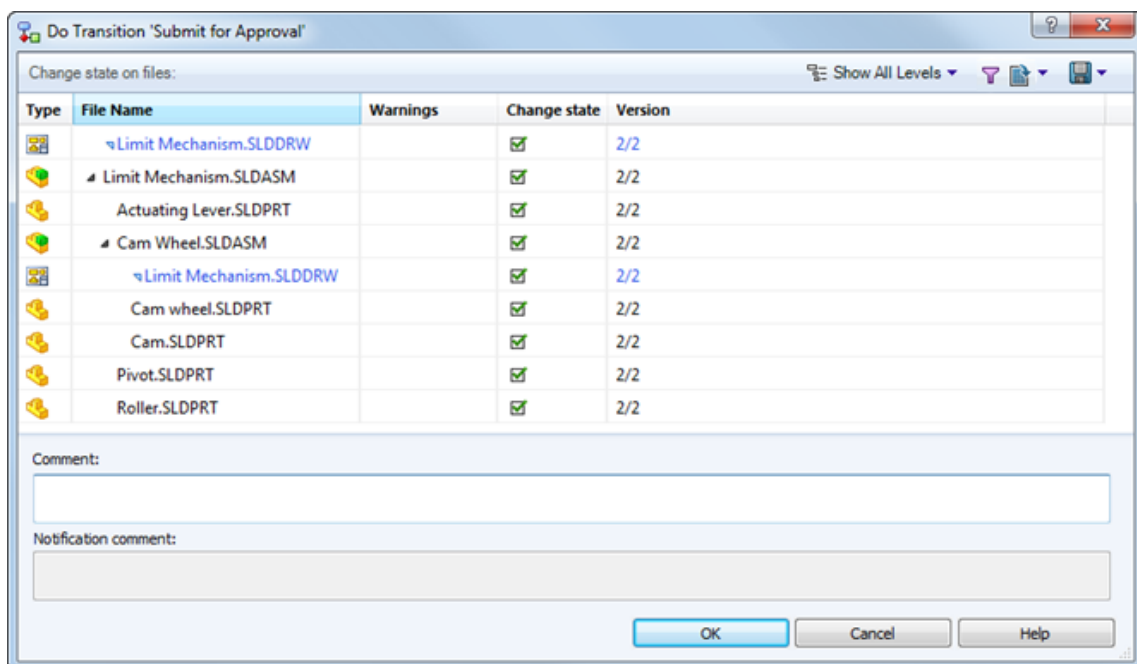 Do Transition 'Submit for Approval'
Change state on files: Show All Levels
Type File Name Warnings Change state Version
Limit Mechanism.SLDDRW 2/2
Limit Mechanism.SLDASM 2/2
Actuating Lever.SLDPRT 2/2
Cam Wheel.SLDASM 2/2
Limit Mechanism.SLDDRW 2/2
Cam wheel.SLDPRT 2/2
Cam.SLDPRT 2/2
Pivot.SLDPRT 2/2
Roller.SLDPRT 2/2
Comment:
Notification comment:
OK Cancel Help